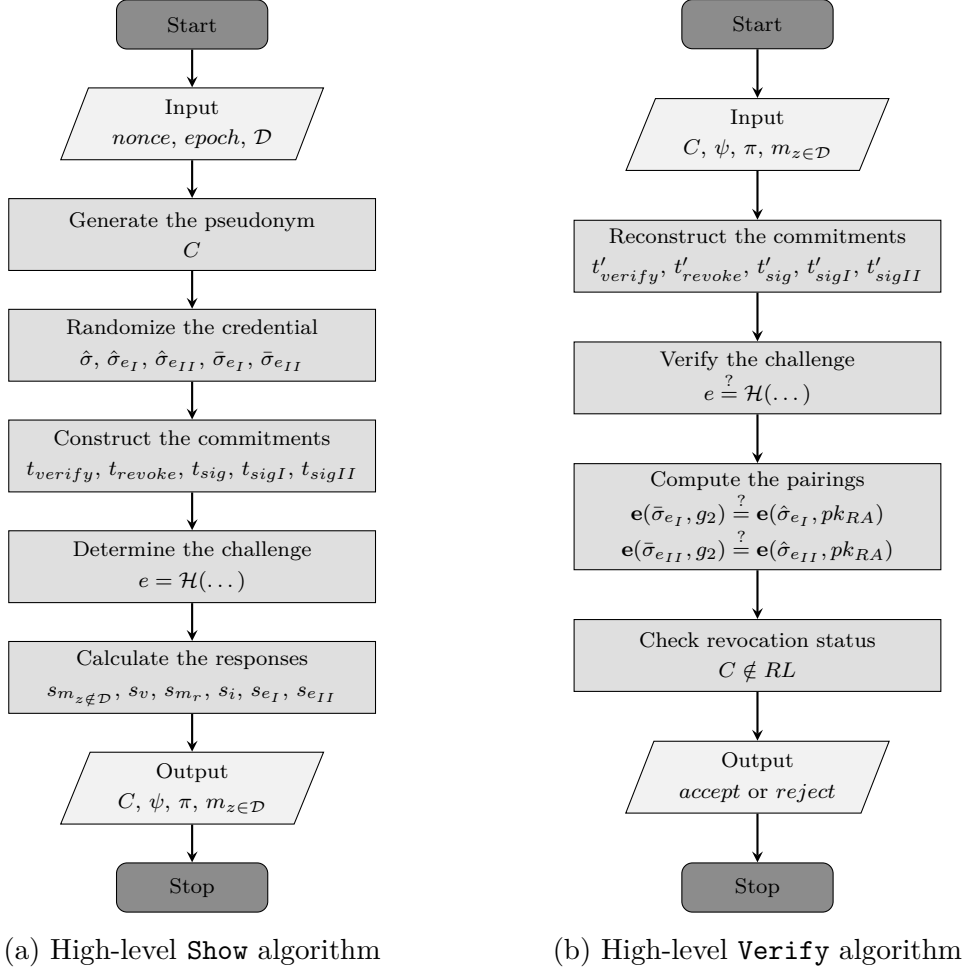 Start
Input
nonce, epoch, 𝒟
Generate the pseudonym
C
Randomize the credential
σ̂, σ̂_{e_I}, σ̂_{e_{II}}, σ̄_{e_I}, σ̄_{e_{II}}
Construct the commitments
t_{verify}, t_{revoke}, t_{sig}, t_{sigI}, t_{sigII}
Determine the challenge
e = ℋ(...)
Calculate the responses
s_{m_{z∉𝒟}}, s_v, s_{m_r}, s_i, s_{e_I}, s_{e_{II}}
Output
C, ψ, π, m_{z∈𝒟}
Stop
(a) High-level Show algorithm
Start
Input
C, ψ, π, m_{z∈𝒟}
Reconstruct the commitments
t'_{verify}, t'_{revoke}, t'_{sig}, t'_{sigI}, t'_{sigII}
Verify the challenge
e ≟ ℋ(...)
Compute the pairings
𝐞(σ̄_{e_I}, g_2) ≟ 𝐞(σ̂_{e_I}, pk_{RA})
𝐞(σ̄_{e_{II}}, g_2) ≟ 𝐞(σ̂_{e_{II}}, pk_{RA})
Check revocation status
C ∉ RL
Output
accept or reject
Stop
(b) High-level Verify algorithm